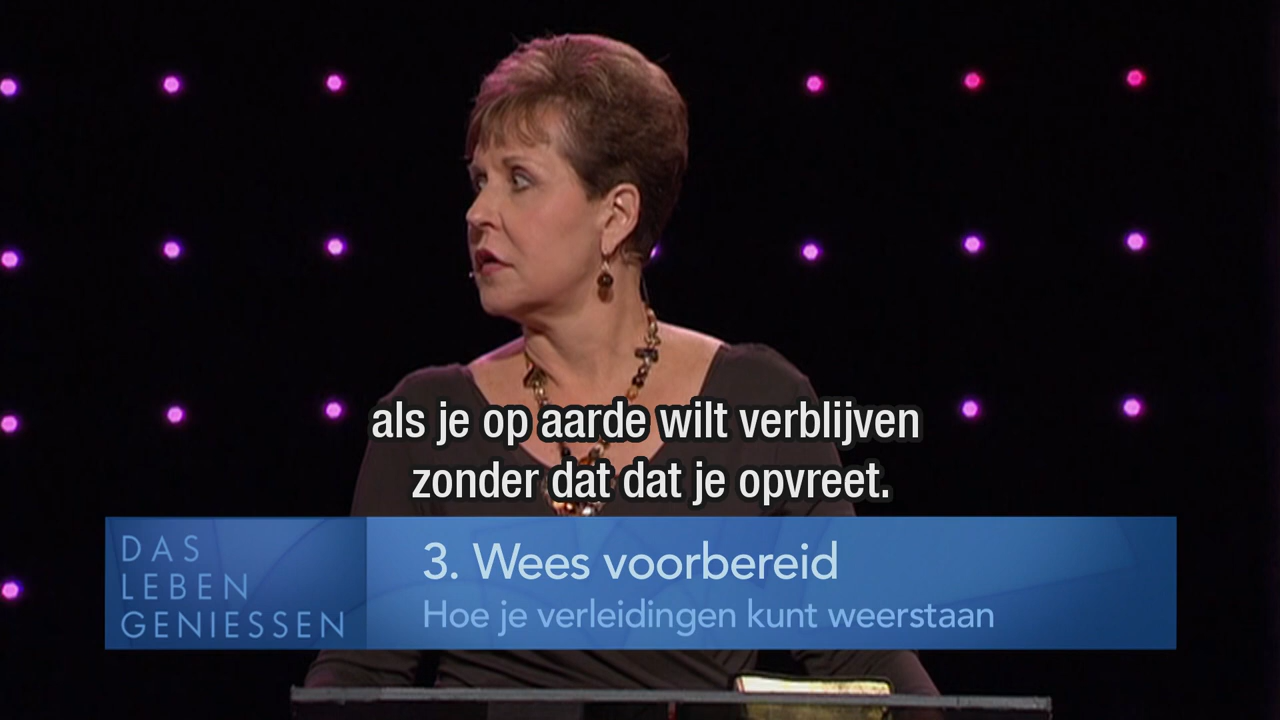 als je op aarde wilt verblijven
zonder dat dat je opvreet.
DAS
LEBEN
GENIESSEN
3. Wees voorbereid
Hoe je verleidingen kunt weerstaan